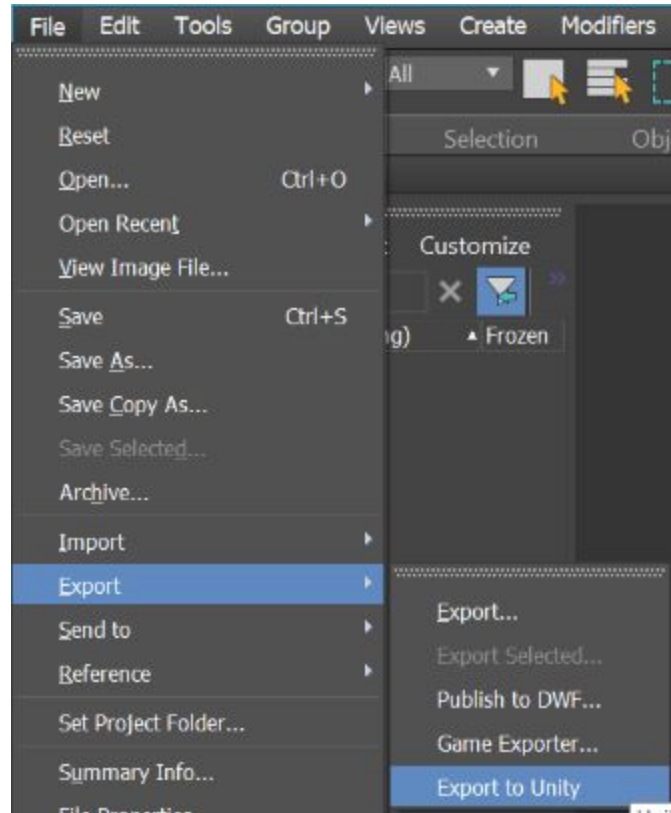 File Edit Tools Group Views Create Modifiers
All
New
Reset
Selection
Open... Ctrl+O
Open Recent
Customize
View Image File...
Save Ctrl+S
Frozen
Save As...
Save Copy As...
Save Selected...
Archive...
Import
Export
Send to
Reference
Set Project Folder...
Summary Info...
Export...
Export Selected...
Publish to DWF...
Game Exporter...
Export to Unity